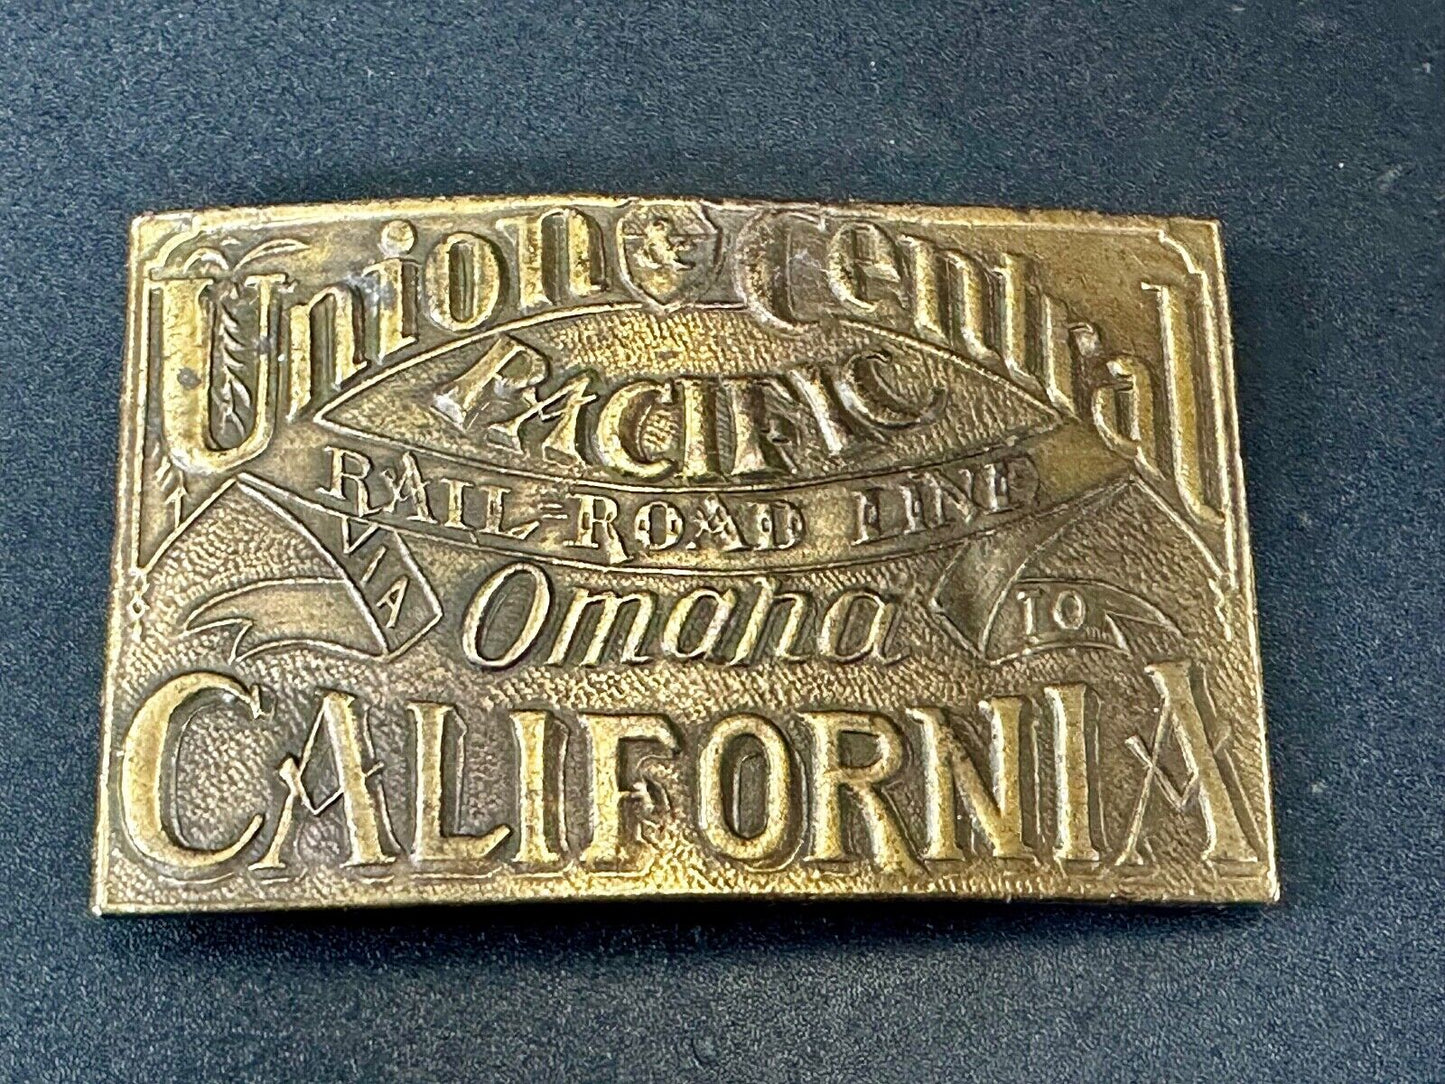 Union & Central
PACIFIC
RAIL-ROAD LINE
VIA Omaha TO
CALIFORNIA